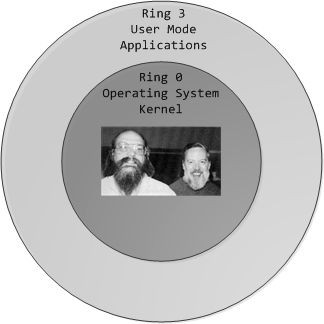 Ring 3
User Mode
Applications
Ring 0
Operating System
Kernel